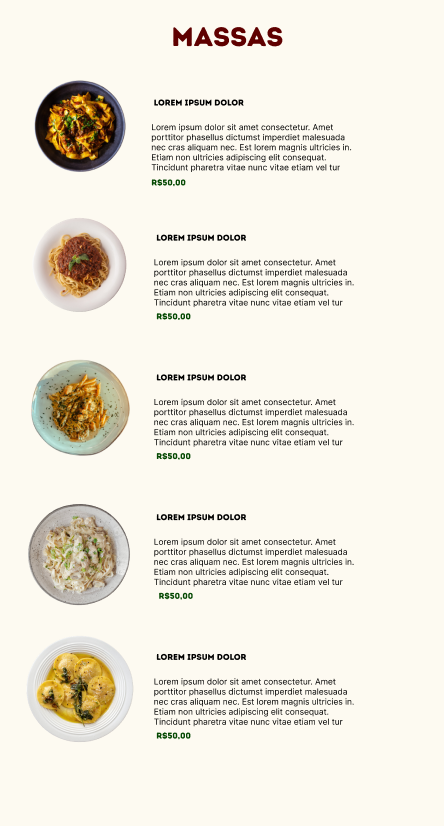 MASSAS
LOREM IPSUM DOLOR
Lorem ipsum dolor sit amet consectetur. Amet
porttitor phasellus dictumst imperdiet malesuada
nec cras aliquam nec. Est lorem magnis ultricies in.
Etiam non ultricies adipiscing elit consequat.
Tincidunt pharetra vitae nunc vitae etiam vel tur
R$50,00
LOREM IPSUM DOLOR
Lorem ipsum dolor sit amet consectetur. Amet
porttitor phasellus dictumst imperdiet malesuada
nec cras aliquam nec. Est lorem magnis ultricies in.
Etiam non ultricies adipiscing elit consequat.
Tincidunt pharetra vitae nunc vitae etiam vel tur
R$50,00
LOREM IPSUM DOLOR
Lorem ipsum dolor sit amet consectetur. Amet
porttitor phasellus dictumst imperdiet malesuada
nec cras aliquam nec. Est lorem magnis ultricies in.
Etiam non ultricies adipiscing elit consequat.
Tincidunt pharetra vitae nunc vitae etiam vel tur
R$50,00
LOREM IPSUM DOLOR
Lorem ipsum dolor sit amet consectetur. Amet
porttitor phasellus dictumst imperdiet malesuada
nec cras aliquam nec. Est lorem magnis ultricies in.
Etiam non ultricies adipiscing elit consequat.
Tincidunt pharetra vitae nunc vitae etiam vel tur
R$50,00
LOREM IPSUM DOLOR
Lorem ipsum dolor sit amet consectetur. Amet
porttitor phasellus dictumst imperdiet malesuada
nec cras aliquam nec. Est lorem magnis ultricies in.
Etiam non ultricies adipiscing elit consequat.
Tincidunt pharetra vitae nunc vitae etiam vel tur
R$50,00